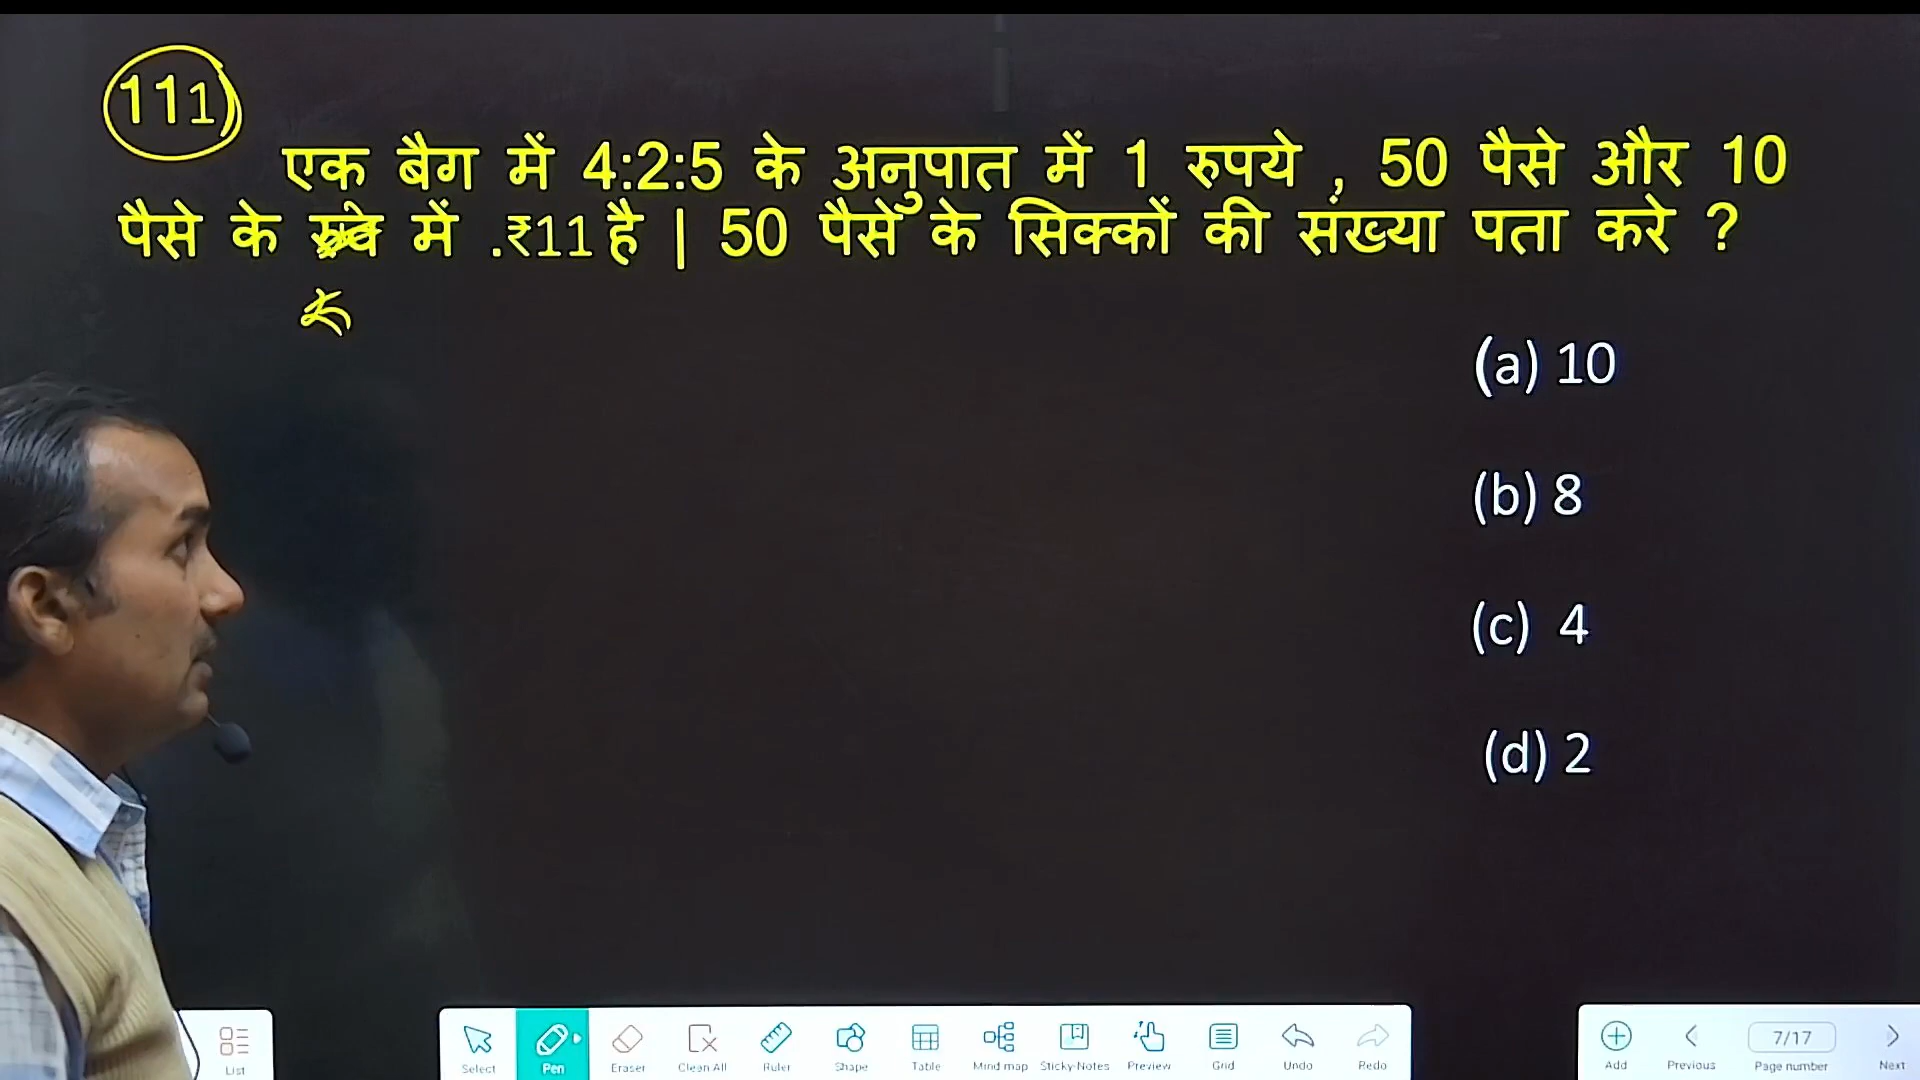 111)
एक बैग में 4:2:5 के अनुपात में 1 रुपये , 50 पैसे और 10
पैसे के में .₹11 है | 50 पैसे के सिक्कों की संख्या पता करे ?
(a) 10
(b) 8
(c) 4
(d) 2
List
Select
Pen
Eraser
Clean All
Ruler
Shape
Table
Mind map
Sticky-Notes
Preview
Grid
Undo
Redo
Add
Previous
7/17
Page number
Next